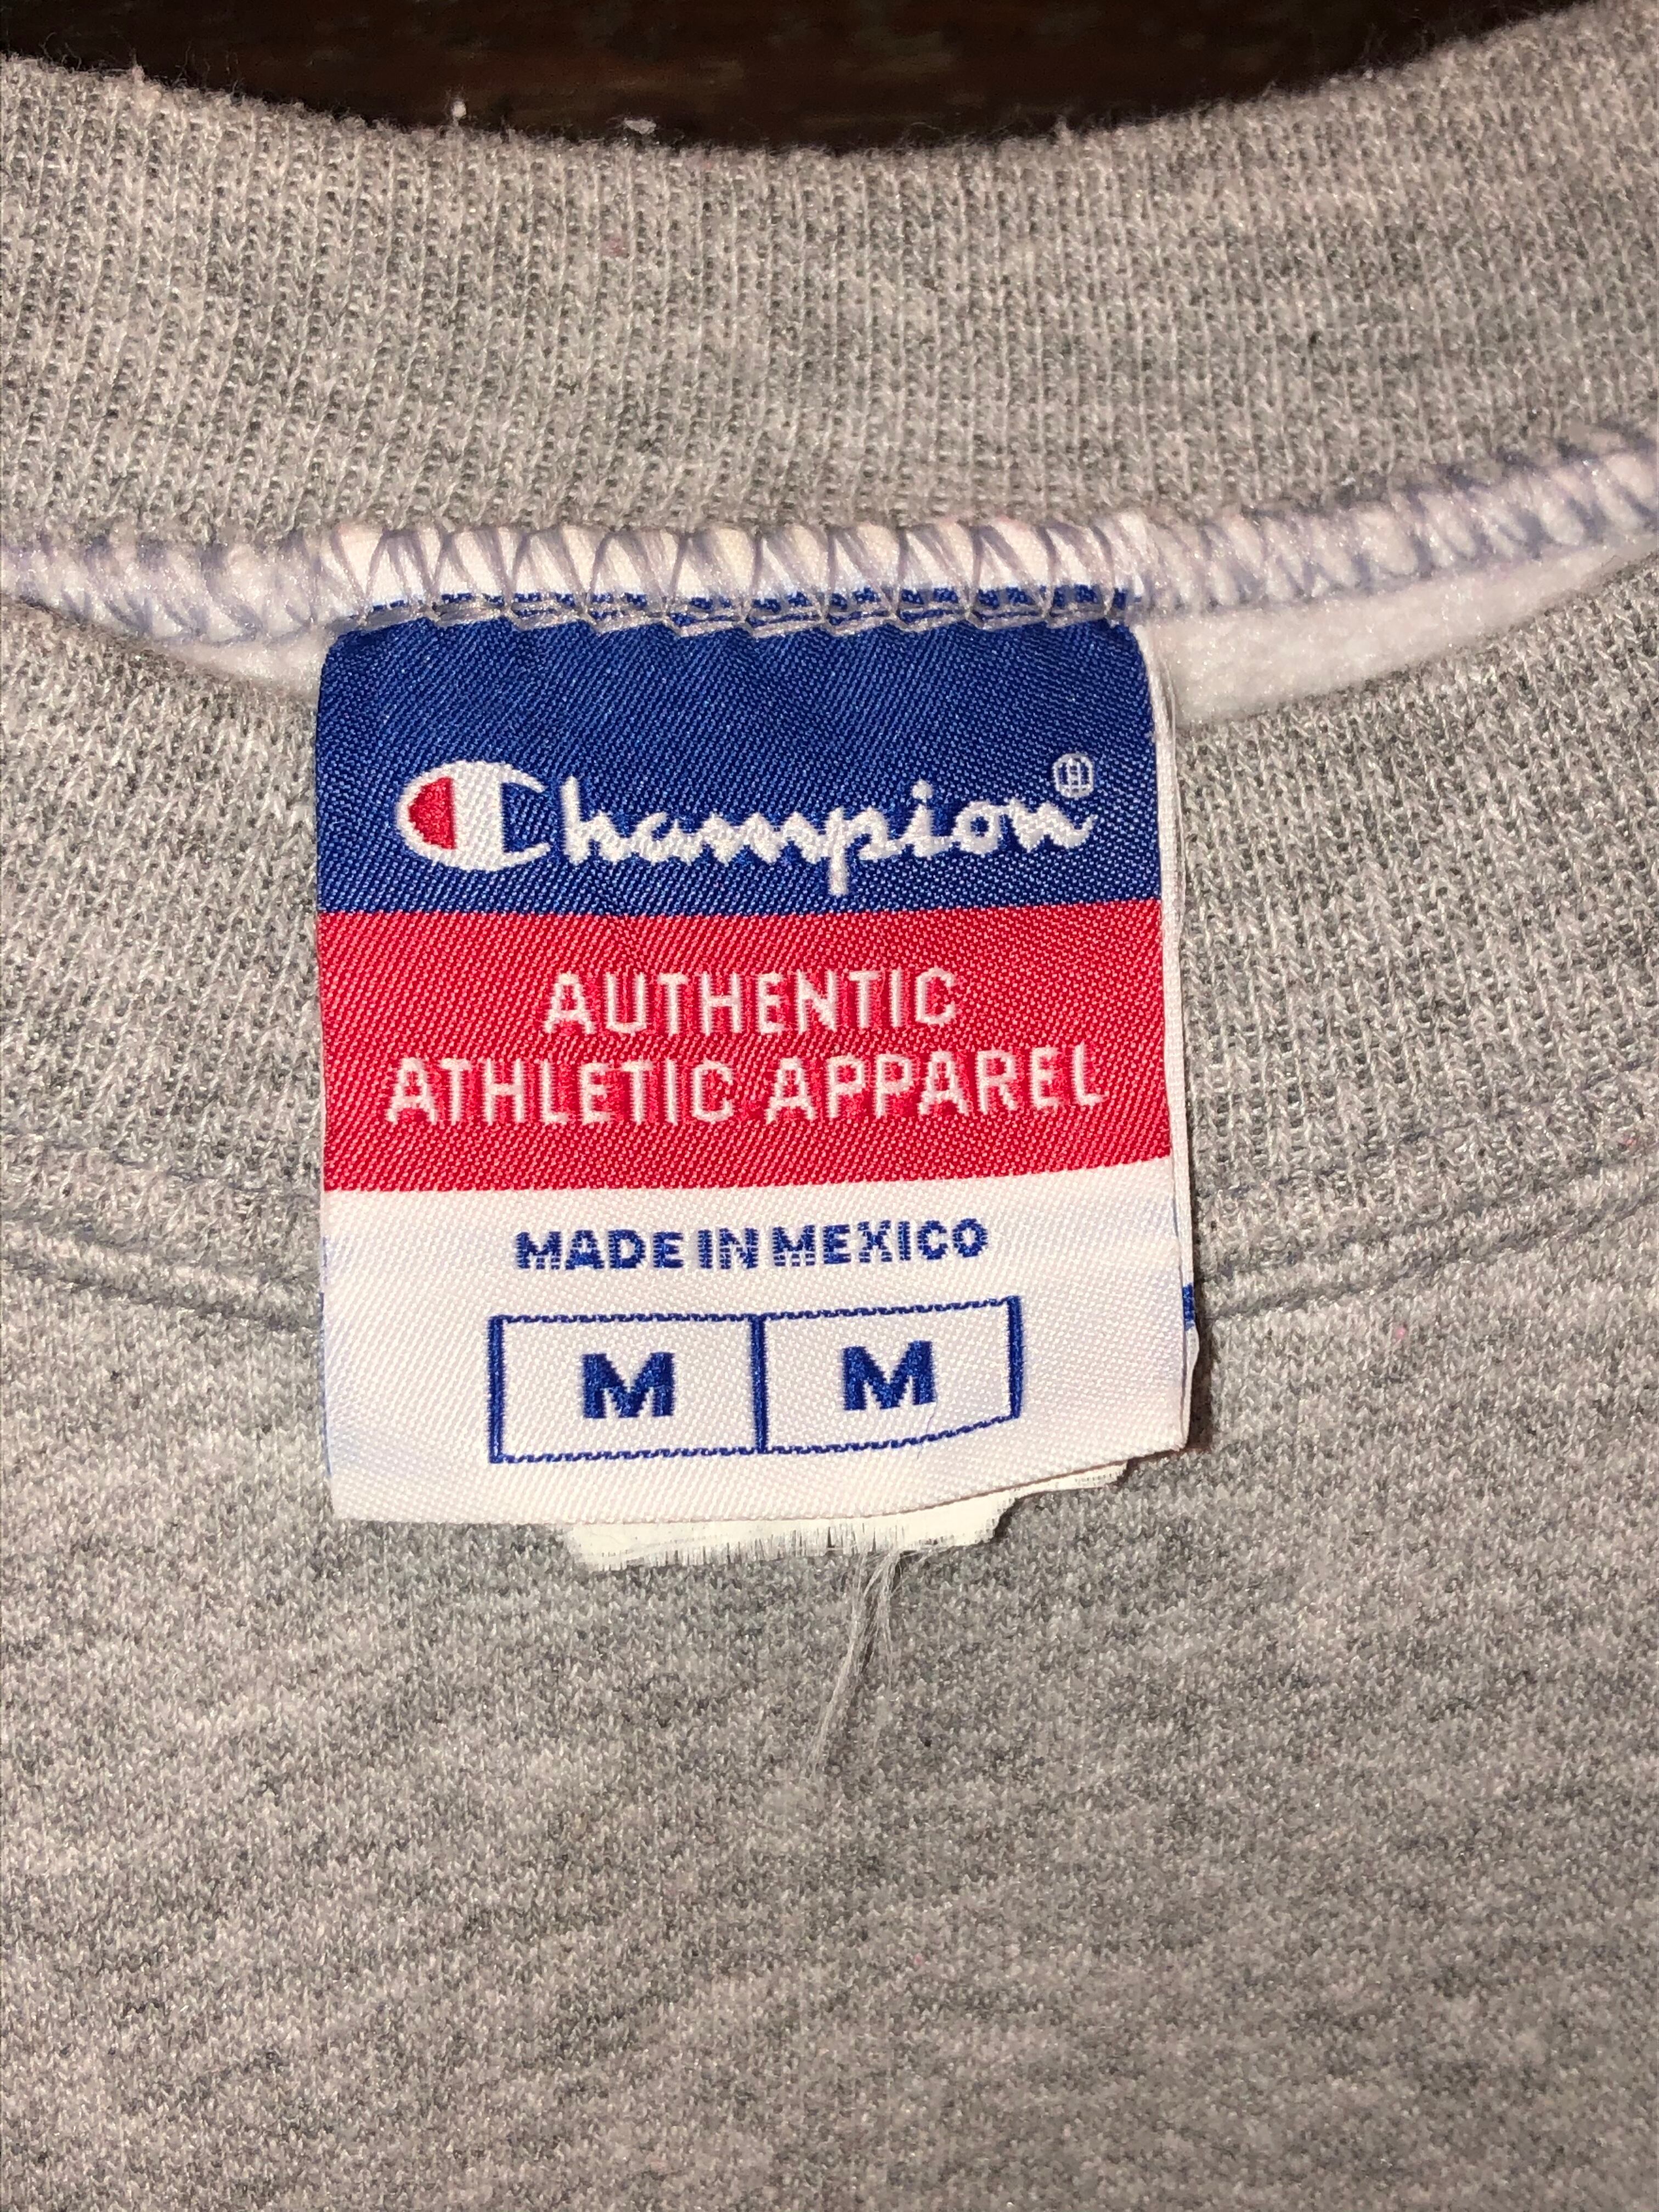 Champion®
AUTHENTIC
ATHLETIC APPAREL
MADE IN MEXICO
M M